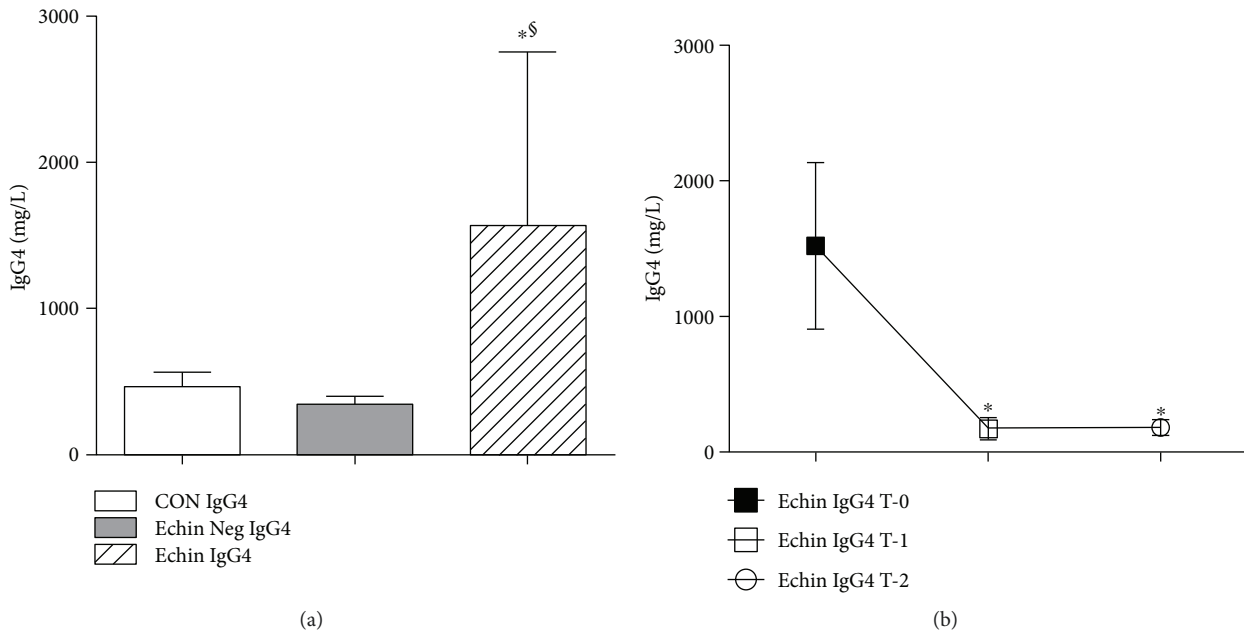 3000
*§
2000
IgG4 (mg/L)
1000
0
CON IgG4
Echin Neg IgG4
Echin IgG4
(a)
3000
2000
IgG4 (mg/L)
1000
*
*
0
Echin IgG4 T-0
Echin IgG4 T-1
Echin IgG4 T-2
(b)